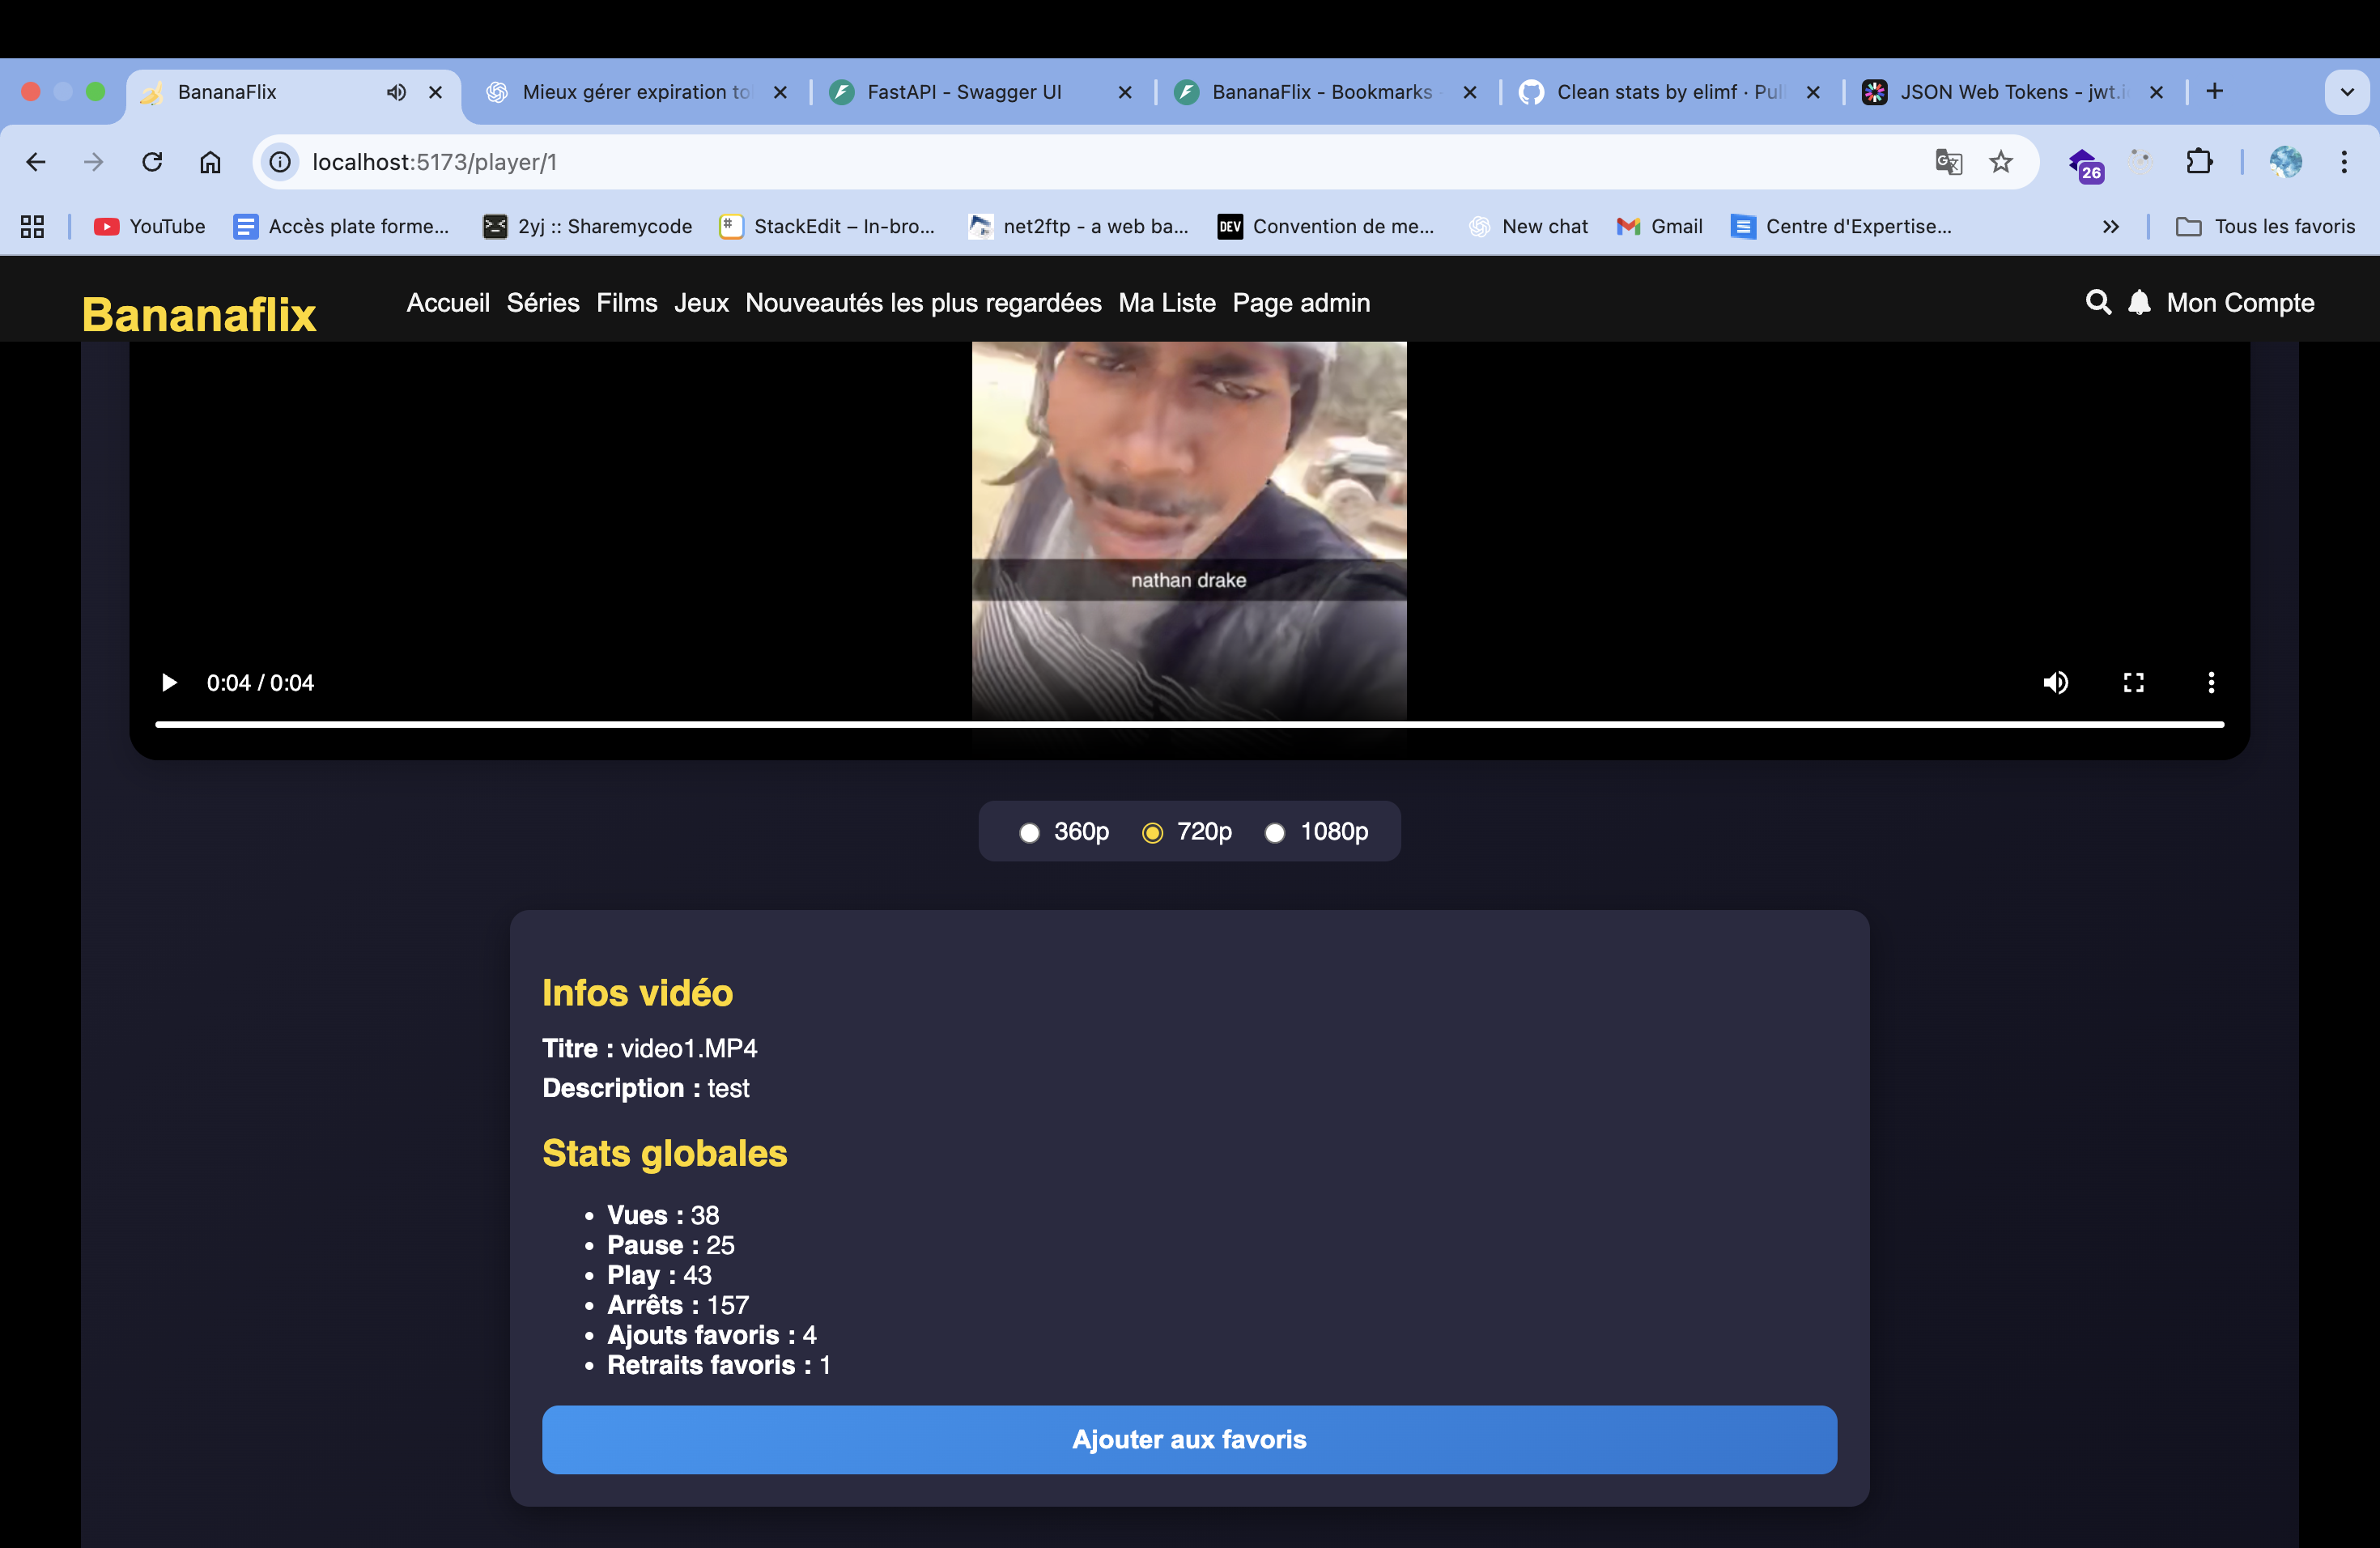 BananaFlix
Mieux gérer expiration to
FastAPI - Swagger UI
BananaFlix - Bookmarks
Clean stats by elimf · Pull
JSON Web Tokens - jwt.i
localhost:5173/player/1
26
YouTube
Accès plate forme...
2yj :: Sharemycode
StackEdit – In-bro...
net2ftp - a web ba...
DEV
Convention de me...
New chat
Gmail
Centre d'Expertise...
Tous les favoris
Bananaflix
Accueil Séries Films Jeux Nouveautés les plus regardées Ma Liste Page admin
Mon Compte
nathan drake
0:04 / 0:04
360p 720p 1080p
Infos vidéo
Titre : video1.MP4
Description : test
Stats globales
Vues : 38
Pause : 25
Play : 43
Arrêts : 157
Ajouts favoris : 4
Retraits favoris : 1
Ajouter aux favoris